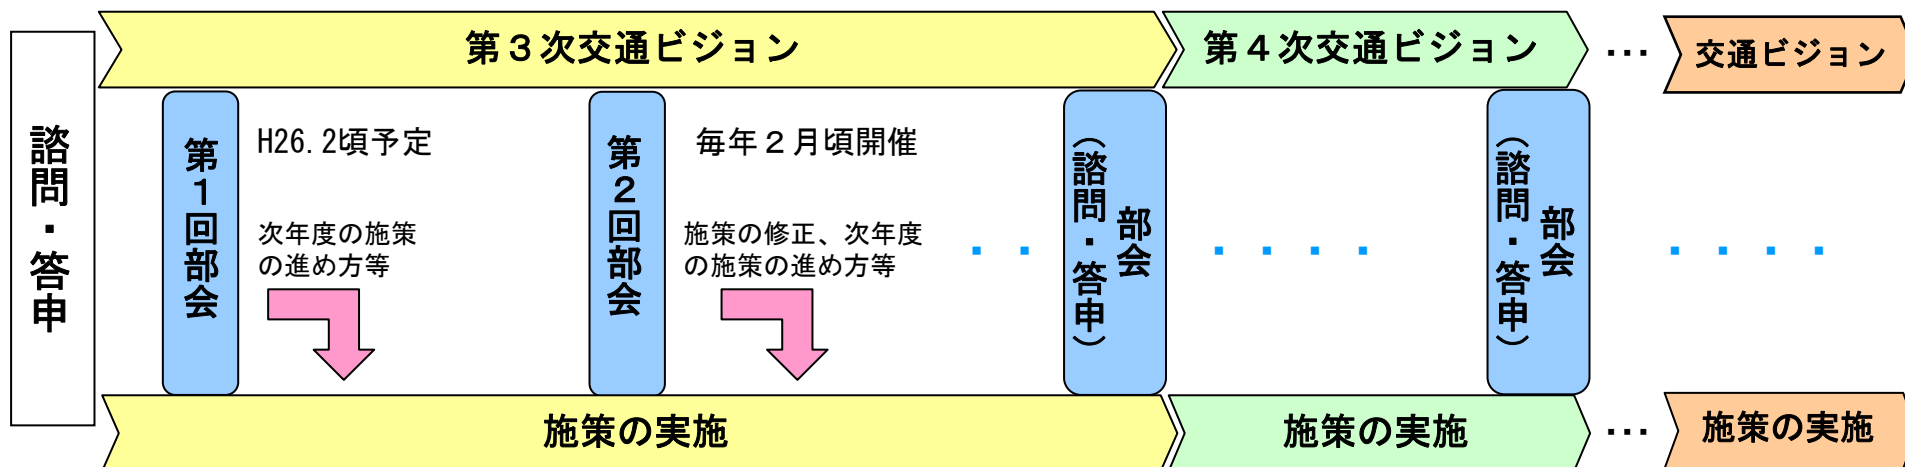 第３次交通ビジョン
第４次交通ビジョン
…
交通ビジョン
諮問・答申
第１回部会
H26.2頃予定
次年度の施策
の進め方等
第２回部会
毎年２月頃開催
施策の修正、次年度
の施策の進め方等
・・
部会
（諮問・答申）
・・・・
部会
（諮問・答申）
・・・・
施策の実施
施策の実施
…
施策の実施